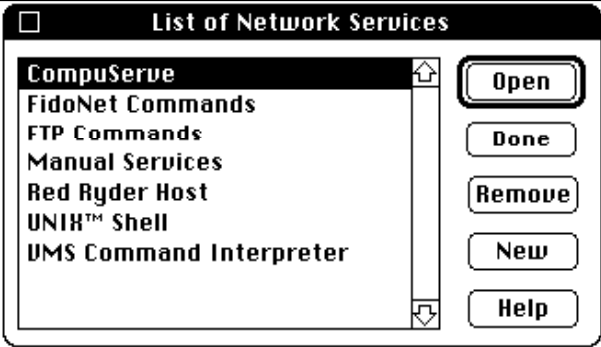 List of Network Services
CompuServe
FidoNet Commands
FTP Commands
Manual Services
Red Ryder Host
UNIX™ Shell
VMS Command Interpreter
Open
Done
Remove
New
Help